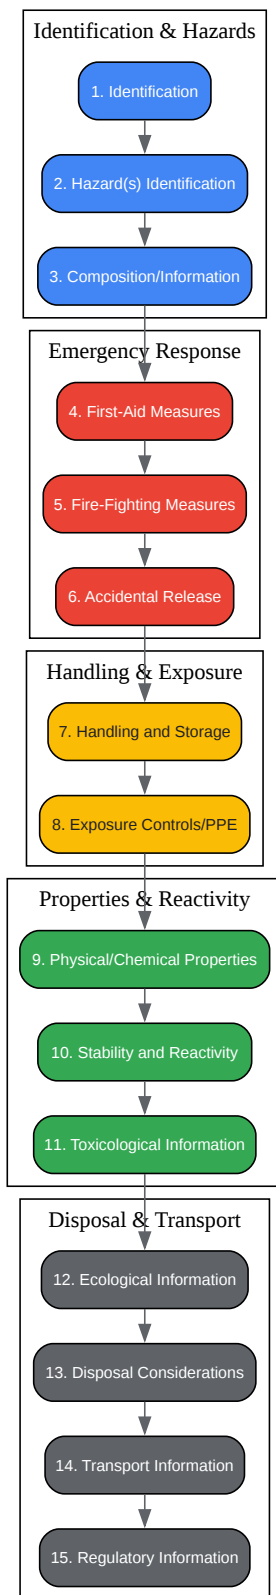 Identification & Hazards
1. Identification
2. Hazard(s) Identification
3. Composition/Information
Emergency Response
4. First-Aid Measures
5. Fire-Fighting Measures
6. Accidental Release
Handling & Exposure
7. Handling and Storage
8. Exposure Controls/PPE
Properties & Reactivity
9. Physical/Chemical Properties
10. Stability and Reactivity
11. Toxicological Information
Disposal & Transport
12. Ecological Information
13. Disposal Considerations
14. Transport Information
15. Regulatory Information